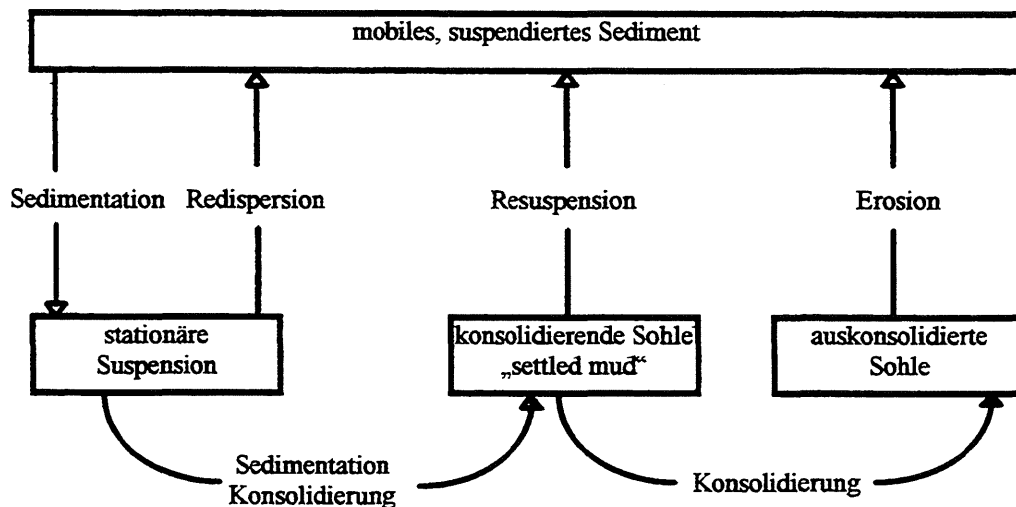 mobiles, suspendiertes Sediment
Sedimentation
Redispersion
Resuspension
Erosion
stationäre
Suspension
konsolidierende Sohle
„settled mud“
auskonsolidierte
Sohle
Sedimentation
Konsolidierung
Konsolidierung